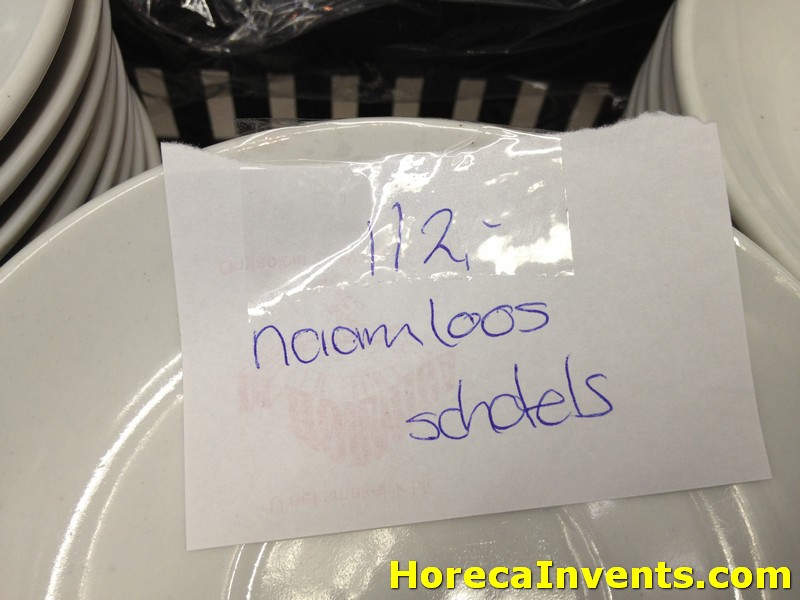 112,-
naamloos
schotels
HorecaInvents.com